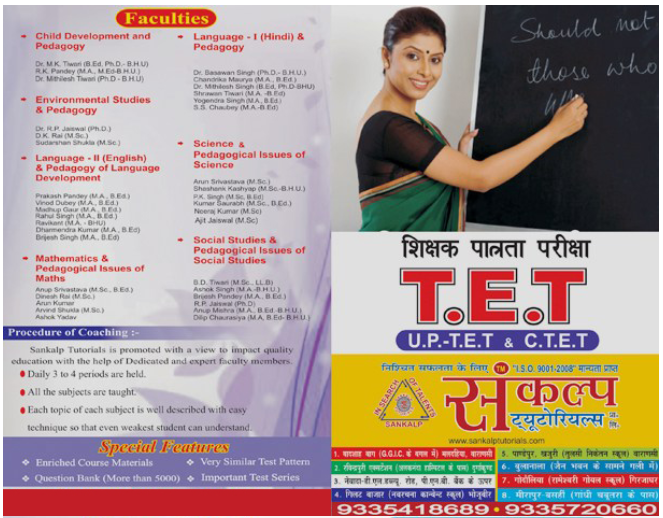 Faculties
Child Development and
Pedagogy
Dr. M.K. Tiwari (B.Ed, Ph.D.- B.H.U)
R.K. Pandey (M.A., M.Ed-B.H.U.)
Dr. Mithilesh Tiwari (Ph.D - B.H.U)
Environmental Studies
& Pedagogy
Dr. R.P. Jaiswal (Ph.D.)
D.K. Rai (M.Sc.)
Sudarshan Shukla (M.Sc.)
Language - II (English)
& Pedagogy of Language
Development
Prakash Pandey (M.A., B.Ed.)
Vinod Dubey (M.A., B.Ed.)
Madhup Gaur (M.A., B.Ed.)
Rahul Singh (M.A., B.Ed)
Ravikant (M.A. - BHU)
Dharmendra Kumar (M.A., B.Ed)
Brijesh Singh (M.A., B.Ed)
Mathematics &
Pedagogical Issues of
Maths
Anup Srivastava (M.Sc., B.Ed.)
Dinesh Rai (M.Sc.)
Arun Kumar
Arvind Shukla (M.Sc.)
Ashok Yadav
Language - I (Hindi) &
Pedagogy
Dr. Sasawan Singh (Ph.D.- B.H.U.)
Chandrika Maurya (M.A., B.Ed.)
Dr. Mithilesh Singh (B.Ed, Ph.D-BHU)
Shrawan Tiwari (M.A. -B.Ed)
Yogendra Singh (M.A., B.Ed.)
S.S. Chaubey (M.A.-B.Ed)
Science &
Pedagogical Issues of
Science
Arun Srivastava (M.Sc.)
Shashank Kashyap (M.Sc.-B.H.U.)
P.K. Singh (M.Sc, B.Ed)
Kumar Saurabh (M.Sc., B.Ed.)
Neeraj Kumar (M.Sc)
Ajit Jaiswal (M.Sc)
Social Studies &
Pedagogical Issues of
Social Studies
B.D. Tiwari (M.Sc., LL.B)
Ashok Singh (M.A.-B.H.U.)
Brijesh Pandey (M.A., B.Ed.)
R.P. Jaiswal (Ph.D)
Anup Mishra (M.A., B.Ed.- B.H.U.)
Dilip Chaurasiya (M.A, B.Ed- B.H.U.)
Procedure of Coaching :-
Sankalp Tutorials is promoted with a view to impact quality
education with the help of Dedicated and expert faculty members.
Daily 3 to 4 periods are held.
All the subjects are taught.
Each topic of each subject is well described with easy
technique so that even weakest student can understand.
Special Features
Enriched Course Materials
Very Similar Test Pattern
Question Bank (More than 5000)
Important Test Series
Should not
those who
शिक्षक पात्रता परीक्षा
T.E.T
U.P.-T.E.T & C.T.E.T
निश्चित सफलता के लिए TM "I.S.O. 9001-2008" मान्यता प्राप्त
IN SEARCH OF TALENTS
SANKALP
संकल्प
ट्यूटोरियल्स प्रा. लि.
www.sankalptutorials.com
1. बादशाह बाग (G.G.I.C. के बगल में) मलदहिया, वाराणसी
2. रविन्द्रपुरी एक्सटेंशन (अलकनंदा हास्पिटल के पास) दुर्गाकुण्ड
3. नेवादा-डी.एल.डब्ल्यू. रोड, पी.एन.बी. बैंक के ऊपर
4. गिलट बाजार (नवरचना कान्वेन्ट स्कूल) भोजूबीर
5. पाण्डेपुर, खजूरी (तुलसी निकेतन स्कूल) वाराणसी
6. बुलानाला (जैन भवन के सामने गली में)
7. गोदौलिया (रामेश्वरी गोयल स्कूल) गिरजाघर
8. मीरापुर-बसहीं (गांधी चबूतरा के पास)
9335418689 9335720660